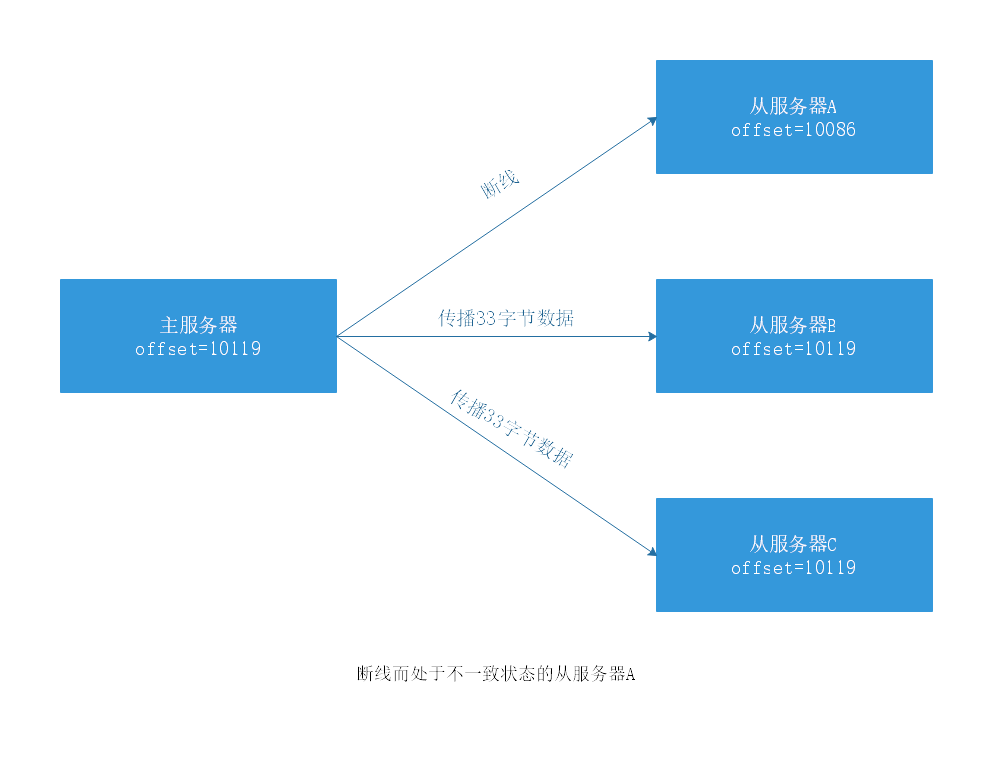 从服务器A
offset=10086
断线
主服务器
offset=10119
传播33字节数据
从服务器B
offset=10119
传播33字节数据
从服务器C
offset=10119
断线而处于不一致状态的从服务器A